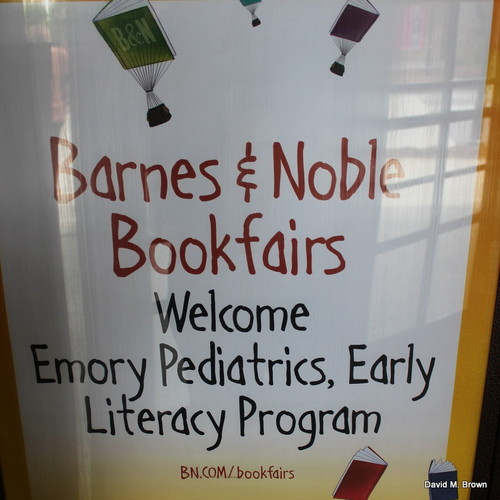 B&N
Barnes & Noble
Bookfairs
Welcome
Emory Pediatrics, Early
Literacy Program
BN.COM/bookfairs
David M. Brown